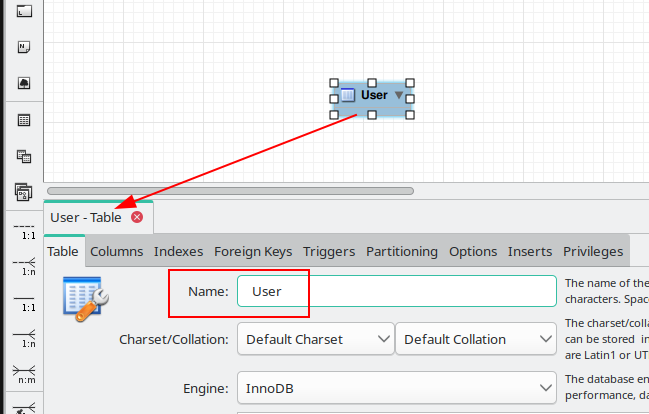 User
User - Table
Table Columns Indexes Foreign Keys Triggers Partitioning Options Inserts Privileges
1:1
1:n
1:1
1:n
n:m
Name: User
The name of the
characters. Spac
Charset/Collation: Default Charset Default Collation
The charset/colla
can be stored in
are Latin1 or UT
Engine: InnoDB
The database en
performance, da